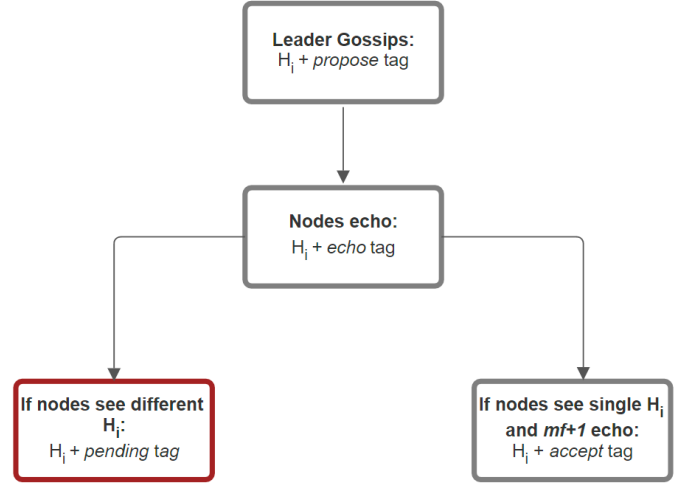 Leader Gossips:
Hi + propose tag
Nodes echo:
Hi + echo tag
If nodes see different
Hi:
Hi + pending tag
If nodes see single Hi
and mf+1 echo:
Hi + accept tag